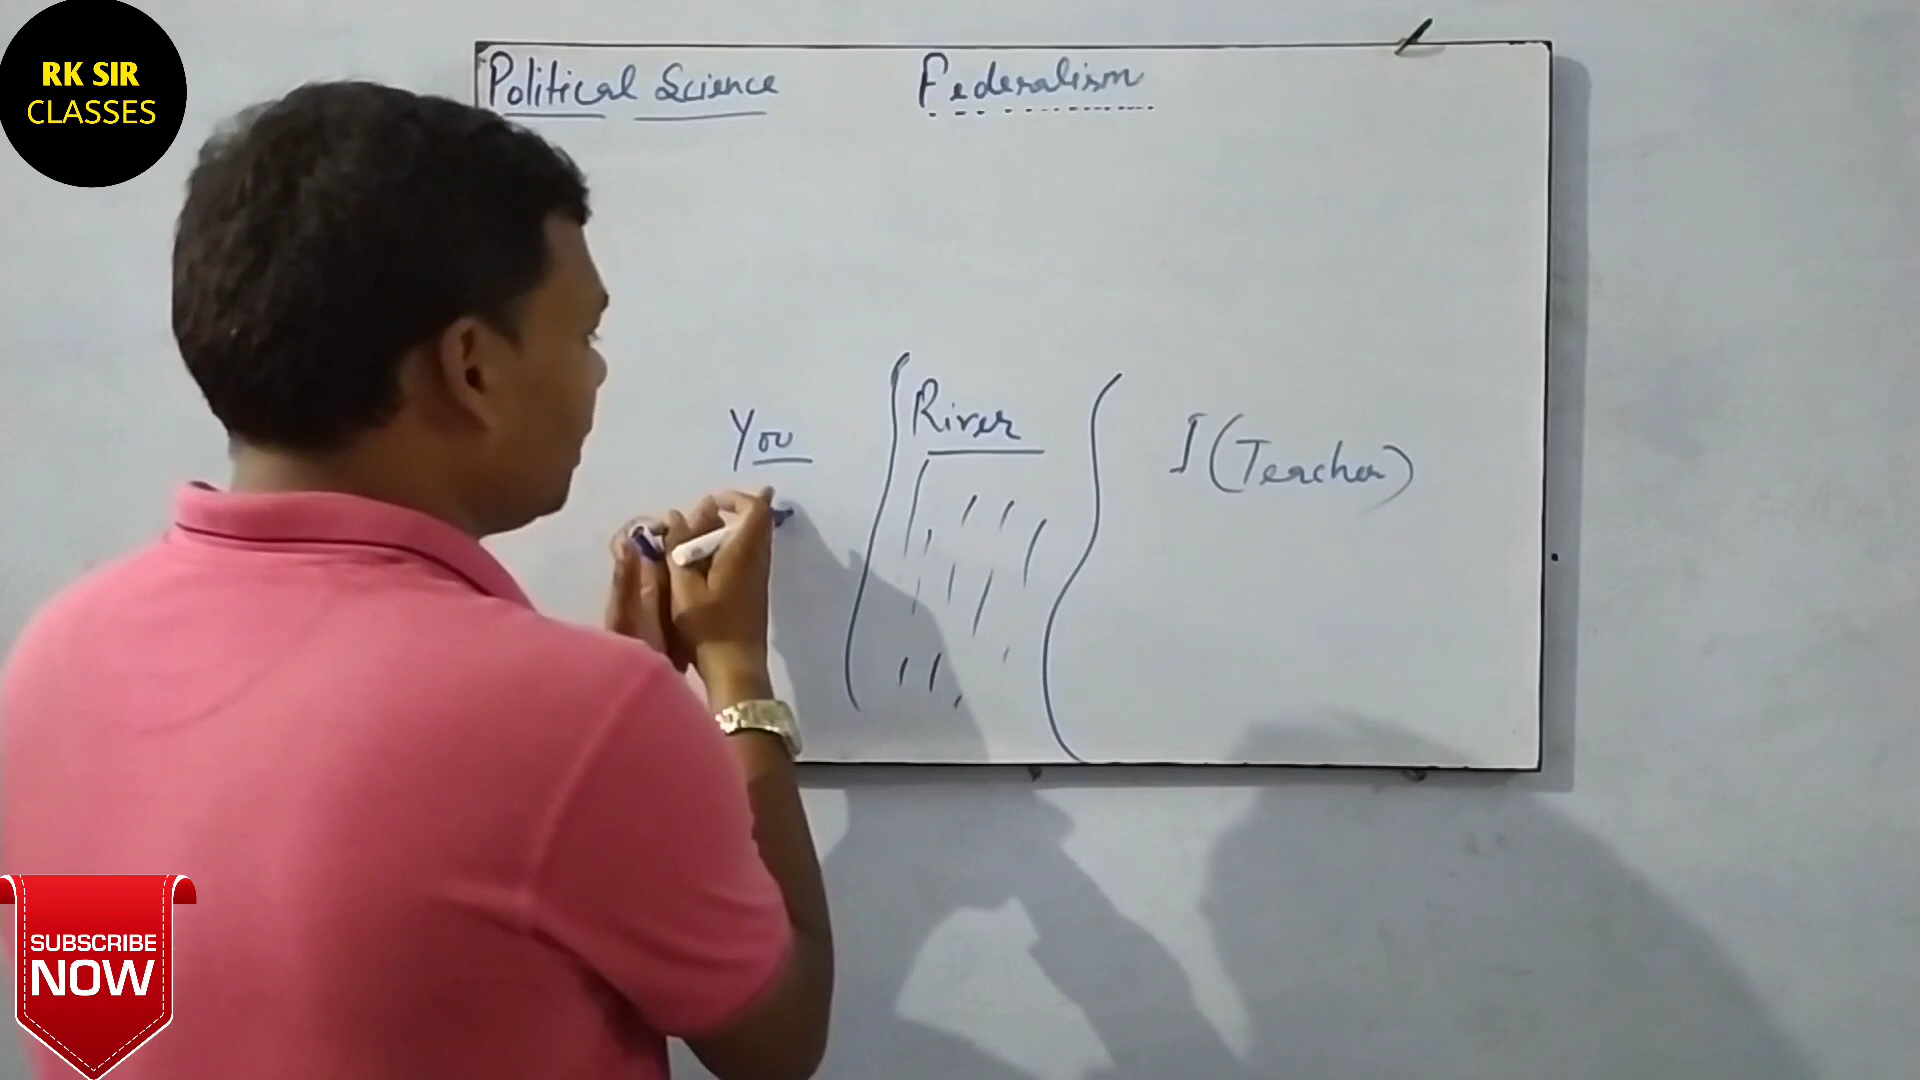 RK SIR
CLASSES
Political Science
Federalism
You
River
I (Teacher)
SUBSCRIBE
NOW